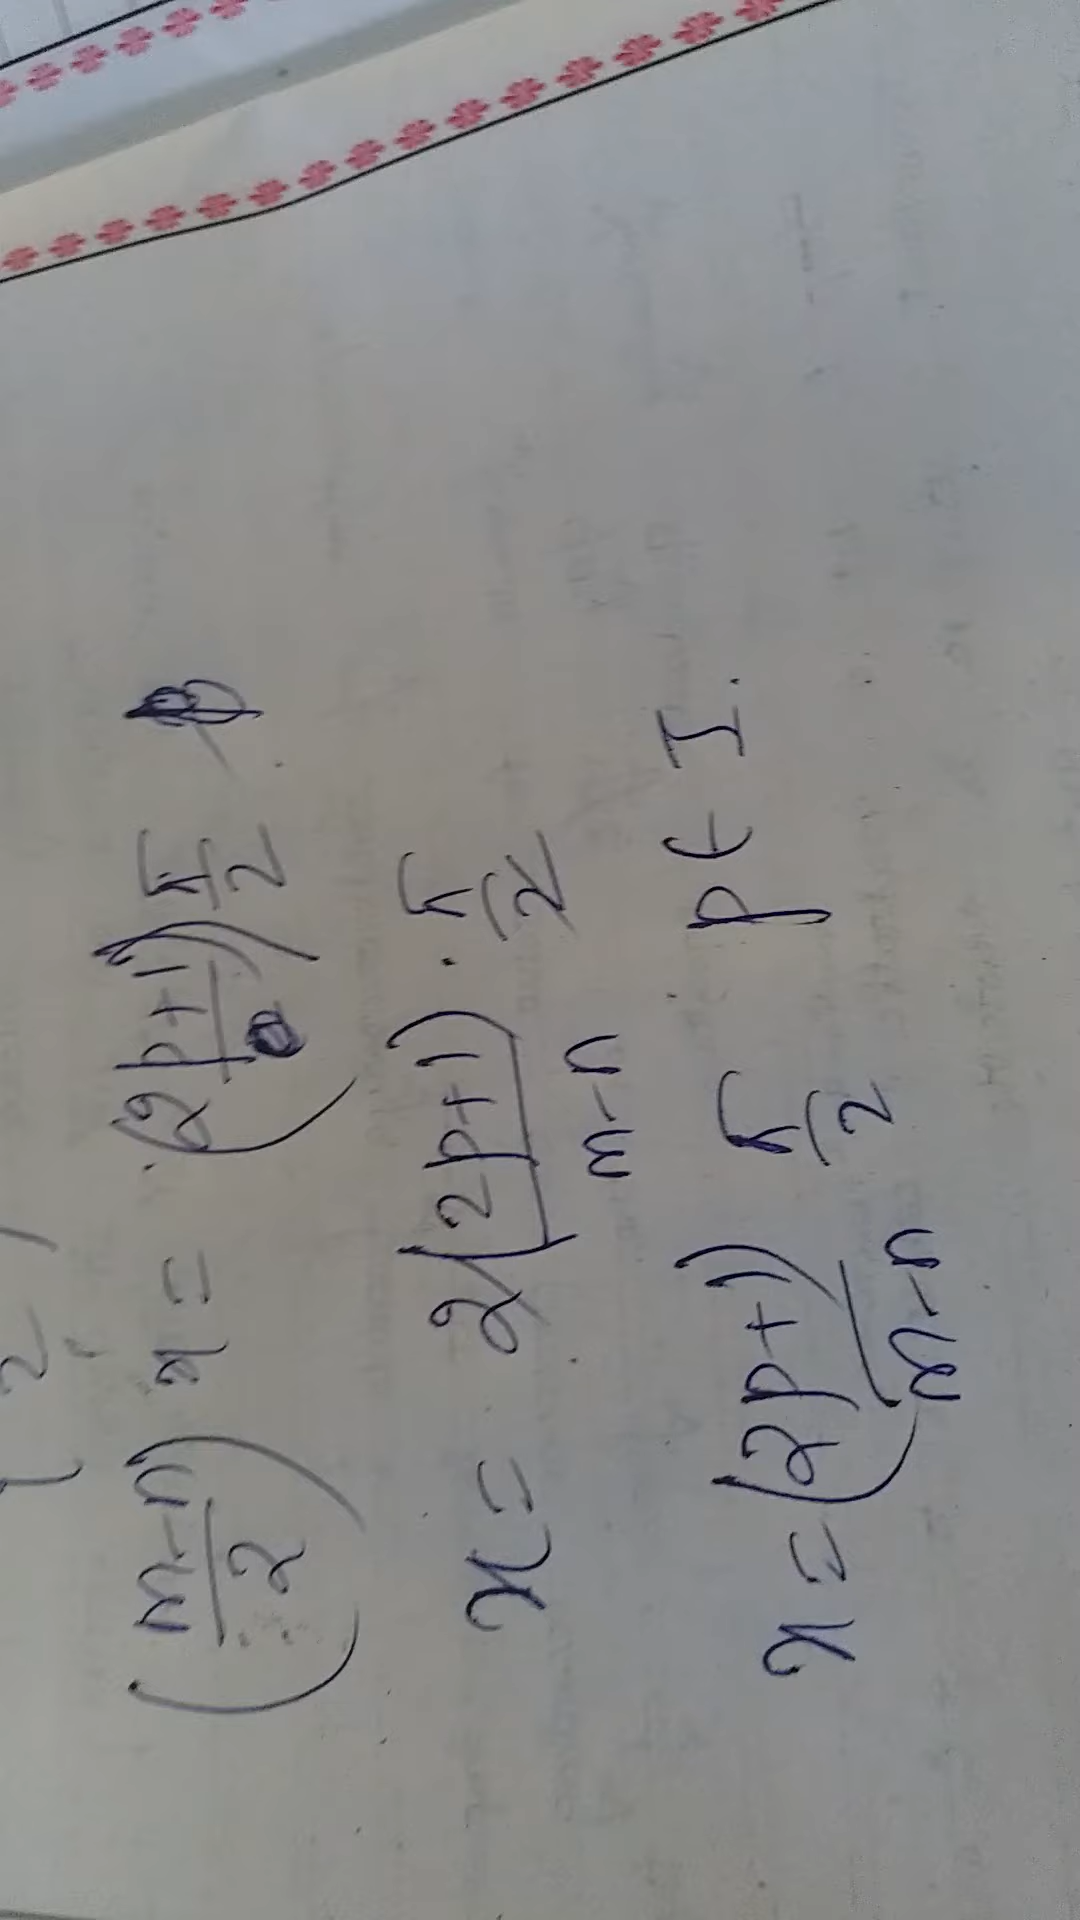 ((m-n)/2) x = (2p+1) π/2
x = 2(2p+1)/(m-n) · π/2
x = (2p+1)/(m-n) π/2 p ∈ I.